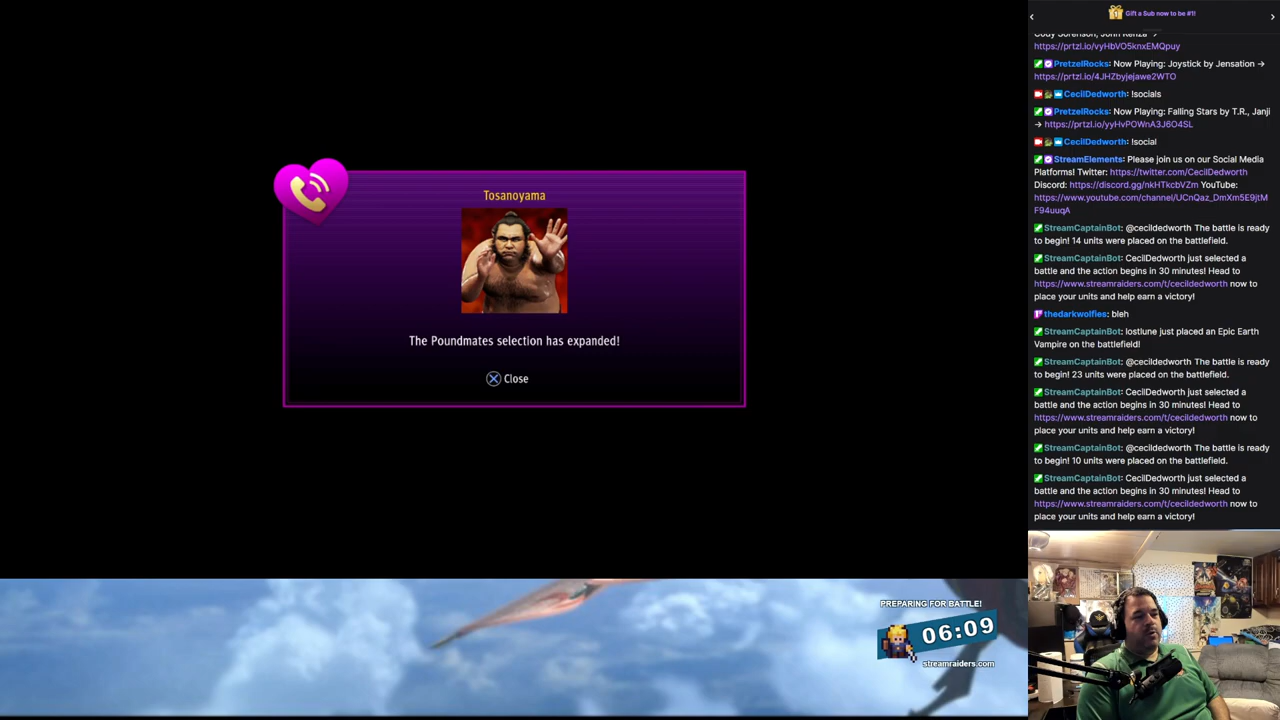 Tosanoyama
The Poundmates selection has expanded!
Close
PREPARING FOR BATTLE!
06:09
streamraiders.com
Gift a Sub now to be #1!
https://prtzl.io/vyHbVO5knxEMQpuy
PretzelRocks: Now Playing: Joystick by Jensation →
https://prtzl.io/4JHZbyjejawe2WTO
CecilDedworth: !socials
PretzelRocks: Now Playing: Falling Stars by T.R., Janji
→ https://prtzl.io/yyHvPOWnA3J6O4SL
CecilDedworth: !social
StreamElements: Please join us on our Social Media
Platforms! Twitter: https://twitter.com/CecilDedworth
Discord: https://discord.gg/nkHTkcbVZm YouTube:
https://www.youtube.com/channel/UCnQaz_DmXm5E9jtM
F94uuqA
StreamCaptainBot: @cecildedworth The battle is ready
to begin! 14 units were placed on the battlefield.
StreamCaptainBot: CecilDedworth just selected a
battle and the action begins in 30 minutes! Head to
https://www.streamraiders.com/t/cecildedworth now to
place your units and help earn a victory!
thedarkwolfies: bleh
StreamCaptainBot: lostlune just placed an Epic Earth
Vampire on the battlefield!
StreamCaptainBot: @cecildedworth The battle is ready
to begin! 23 units were placed on the battlefield.
StreamCaptainBot: CecilDedworth just selected a
battle and the action begins in 30 minutes! Head to
https://www.streamraiders.com/t/cecildedworth now to
place your units and help earn a victory!
StreamCaptainBot: @cecildedworth The battle is ready
to begin! 10 units were placed on the battlefield.
StreamCaptainBot: CecilDedworth just selected a
battle and the action begins in 30 minutes! Head to
https://www.streamraiders.com/t/cecildedworth now to
place your units and help earn a victory!